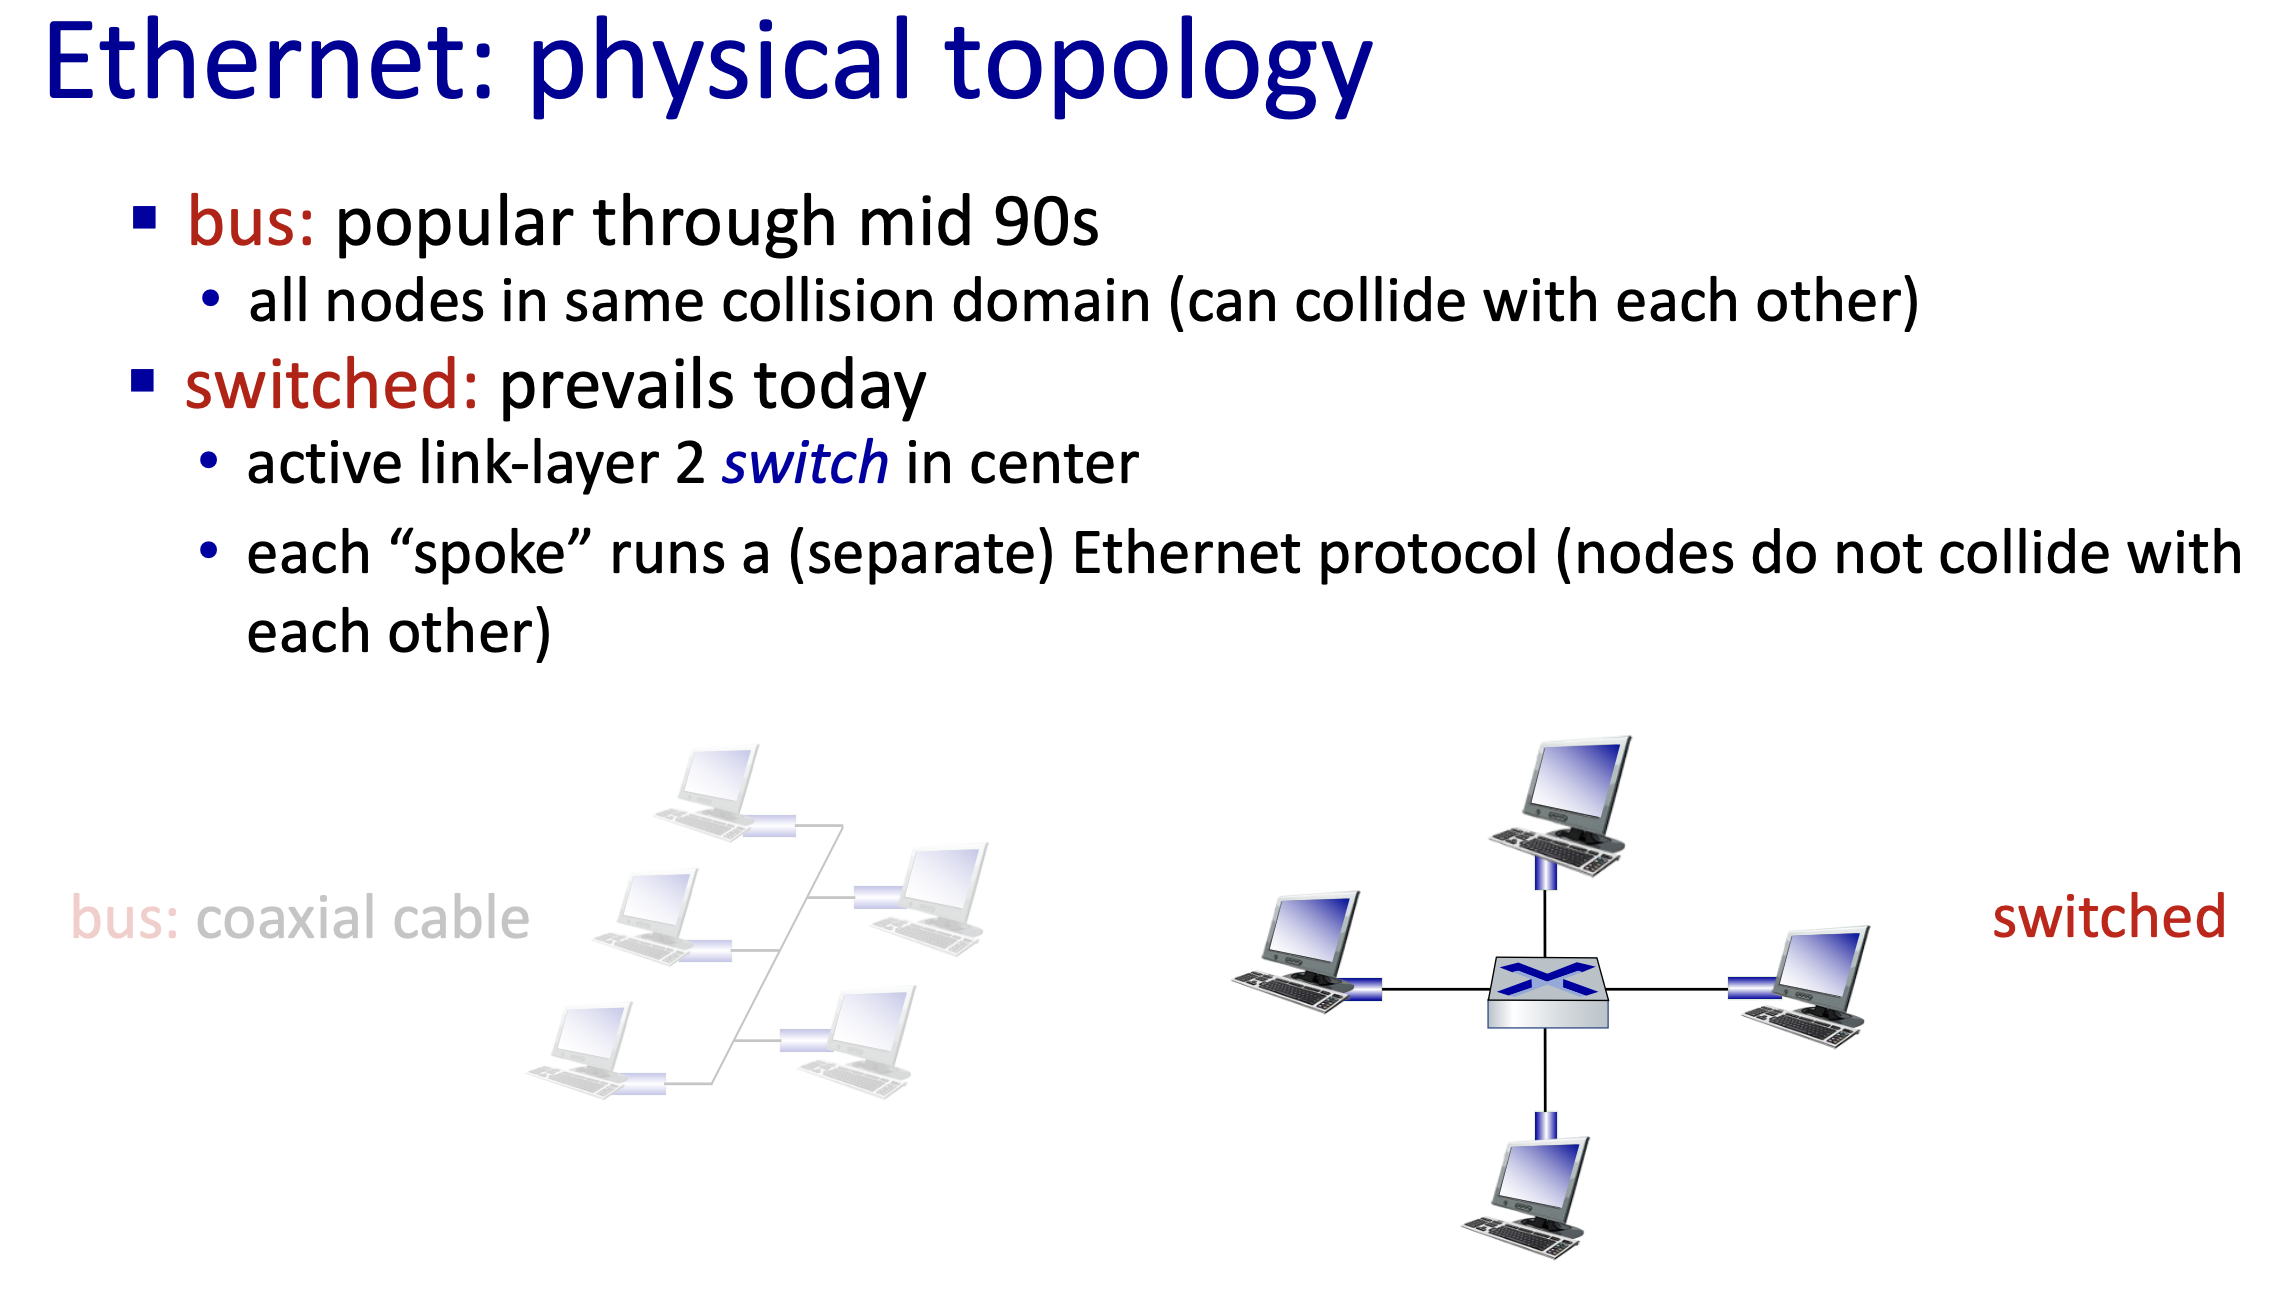 Ethernet: physical topology
▪ bus: popular through mid 90s
• all nodes in same collision domain (can collide with each other)
▪ switched: prevails today
• active link-layer 2 switch in center
• each “spoke” runs a (separate) Ethernet protocol (nodes do not collide with
each other)
bus: coaxial cable
switched